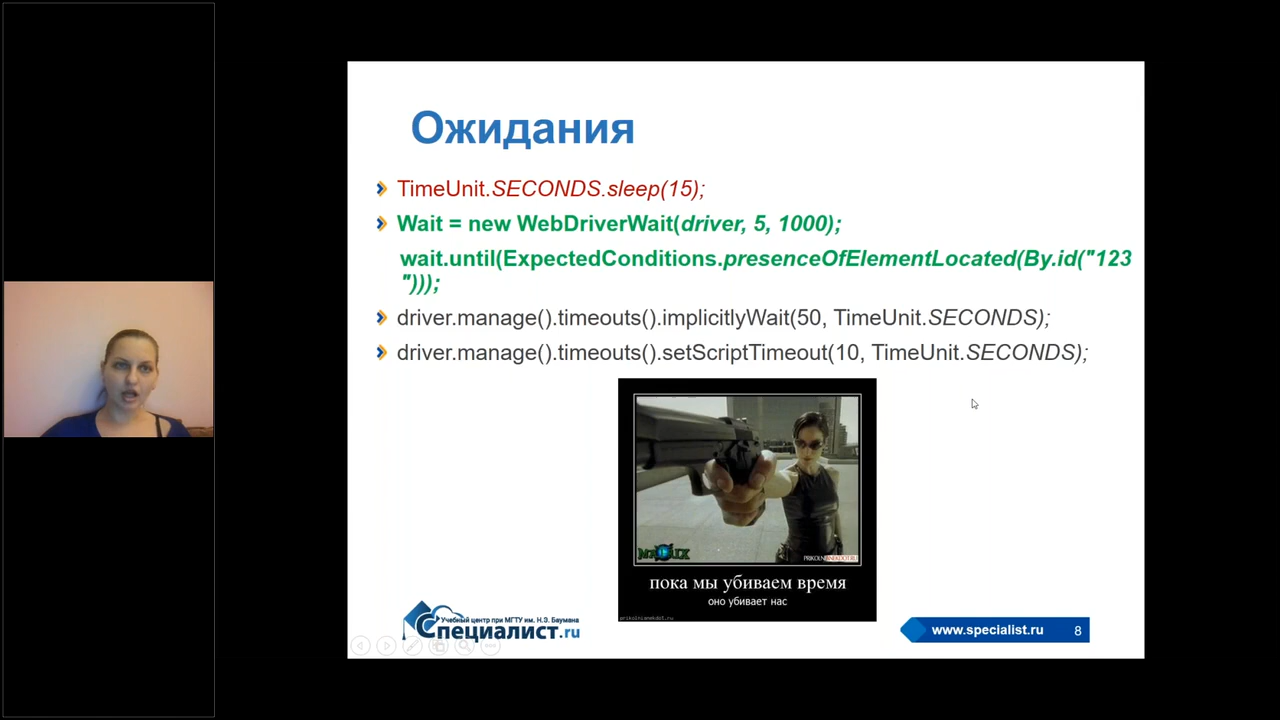 Ожидания
TimeUnit.SECONDS.sleep(15);
Wait = new WebDriverWait(driver, 5, 1000);
wait.until(ExpectedConditions.presenceOfElementLocated(By.id("123
")));
driver.manage().timeouts().implicitlyWait(50, TimeUnit.SECONDS);
driver.manage().timeouts().setScriptTimeout(10, TimeUnit.SECONDS);
пока мы убиваем время
оно убивает нас
Учебный центр при МГТУ им. Н.Э. Баумана
Специалист.ru
www.specialist.ru 8